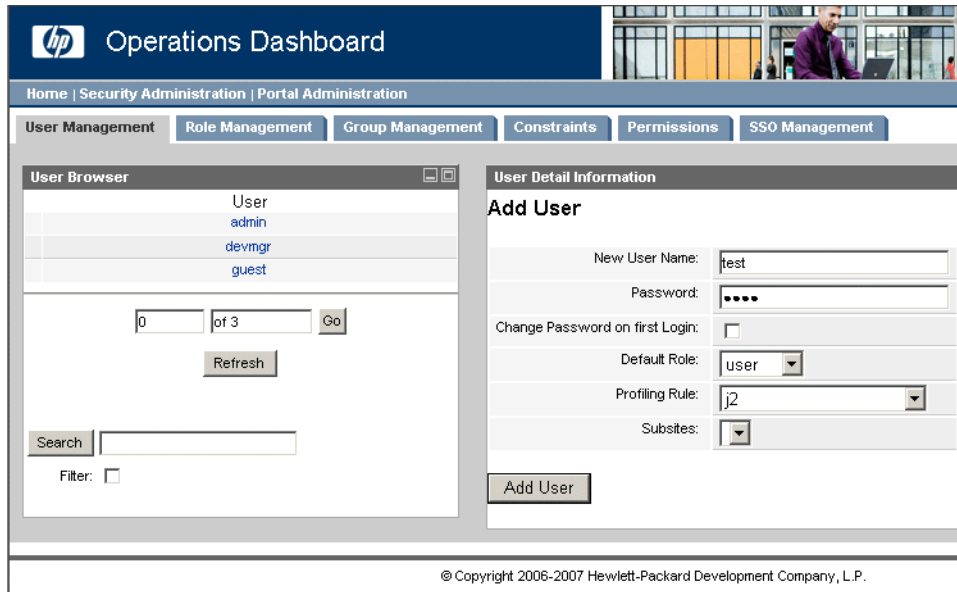 hp Operations Dashboard
Home | Security Administration | Portal Administration
User Management Role Management Group Management Constraints Permissions SSO Management
User Browser
User
admin
devmgr
guest
0 of 3 Go
Refresh
Search
Filter:
User Detail Information
Add User
New User Name: test
Password: ●●●●
Change Password on first Login:
Default Role: user
Profiling Rule: j2
Subsites:
Add User
© Copyright 2006-2007 Hewlett-Packard Development Company, L.P.